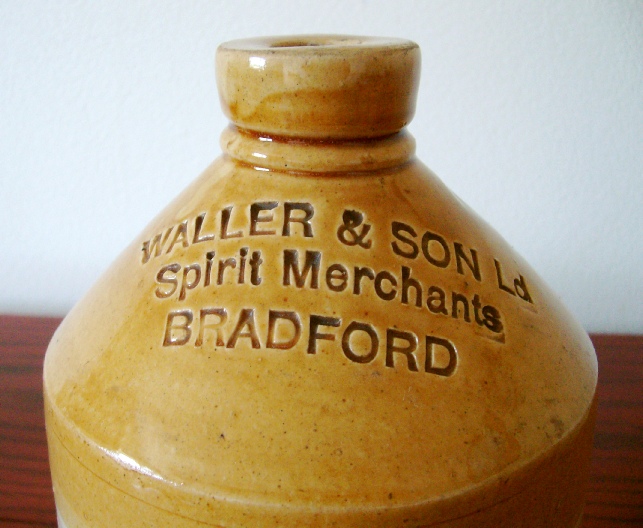 WALLER & SON Ld
Spirit Merchants
BRADFORD